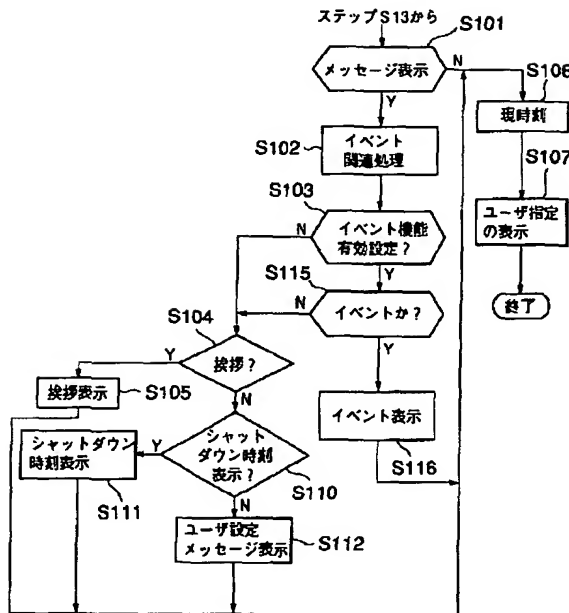 ステップS13から
S101
メッセージ表示
N
Y
S106
現時刻
S102
イベント
関連処理
S107
ユーザ指定
の表示
S103
イベント機能
有効設定?
N
Y
終了
S115
イベントか?
N
Y
S104
挨拶?
Y
N
挨拶表示
S105
イベント表示
S116
シャットダウン
時刻表示
S111
Y
シャット
ダウン時刻
表示?
S110
N
ユーザ設定
メッセージ表示
S112